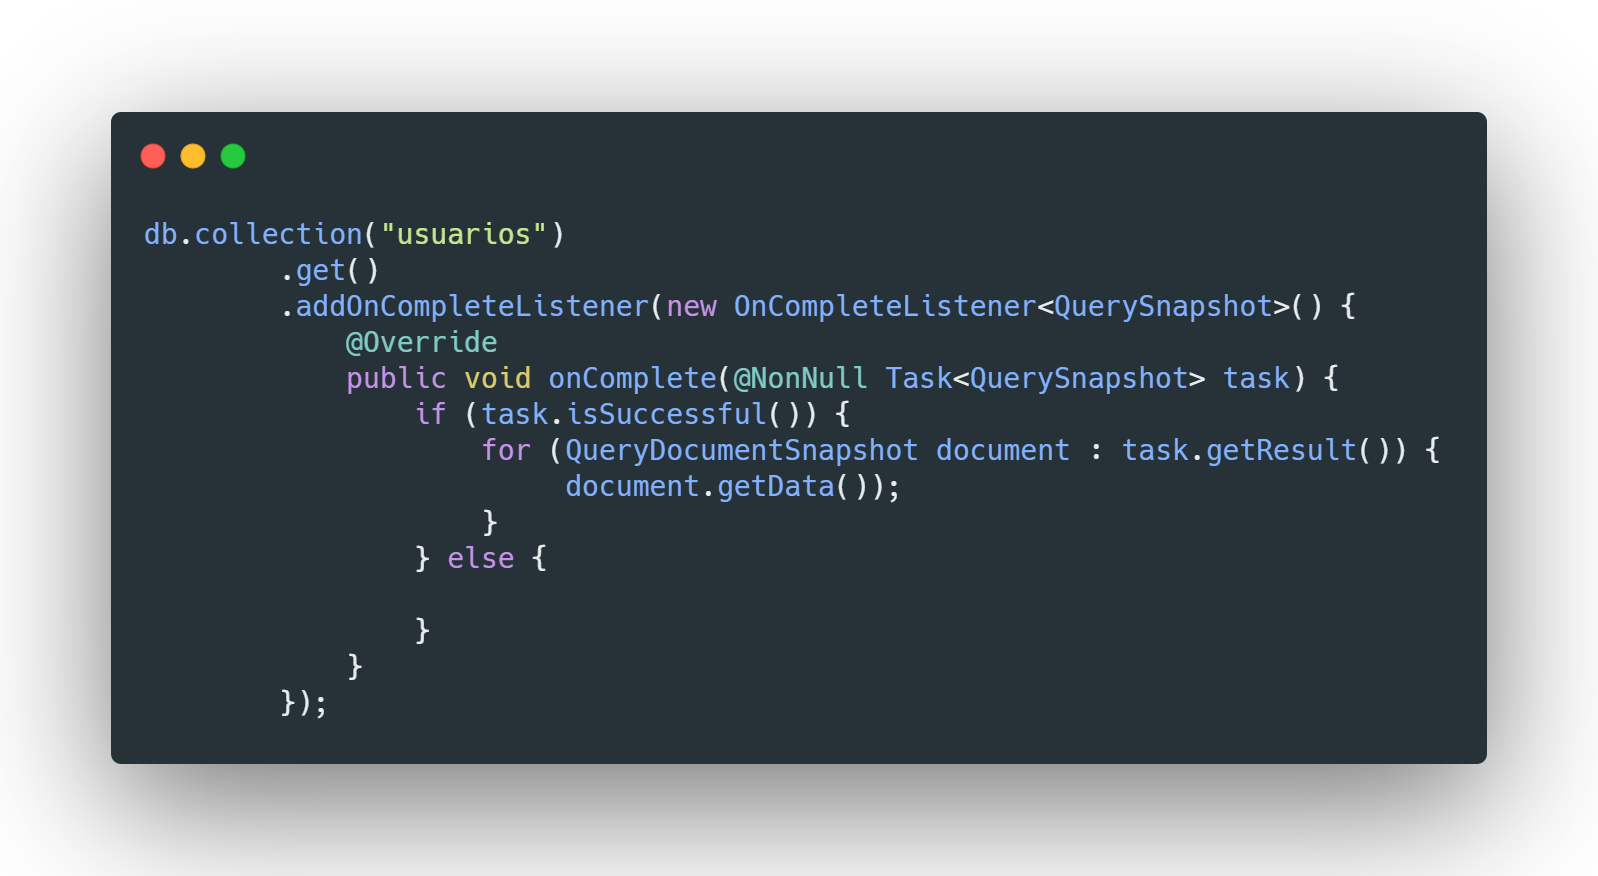 db.collection("usuarios")
        .get()
        .addOnCompleteListener(new OnCompleteListener<QuerySnapshot>() {
            @Override
            public void onComplete(@NonNull Task<QuerySnapshot> task) {
                if (task.isSuccessful()) {
                    for (QueryDocumentSnapshot document : task.getResult()) {
                         document.getData());
                    }
                } else {

                }
            }
        });